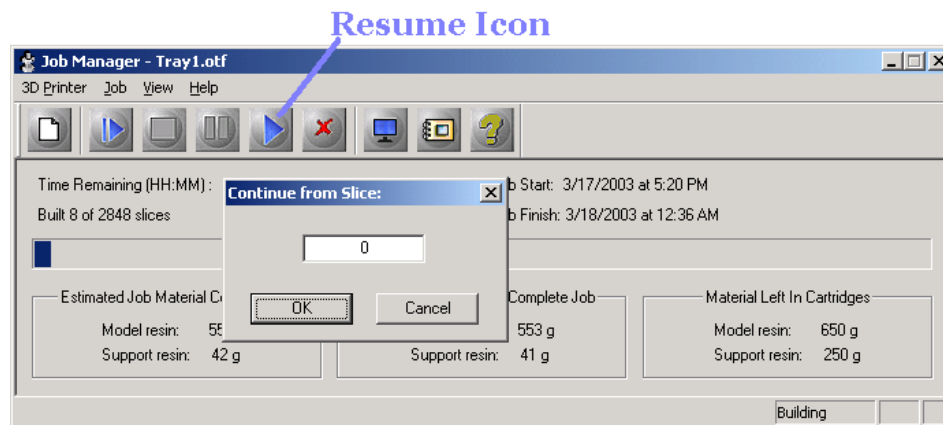 Resume Icon
Job Manager - Tray1.otf
3D Printer Job View Help
Time Remaining (HH:MM) :
Built 8 of 2848 slices
b Start: 3/17/2003 at 5:20 PM
b Finish: 3/18/2003 at 12:36 AM
Continue from Slice:
0
OK Cancel
Estimated Job Material C
Model resin: 55
Support resin: 42 g
Complete Job
553 g
Support resin: 41 g
Material Left In Cartridges
Model resin: 650 g
Support resin: 250 g
Building